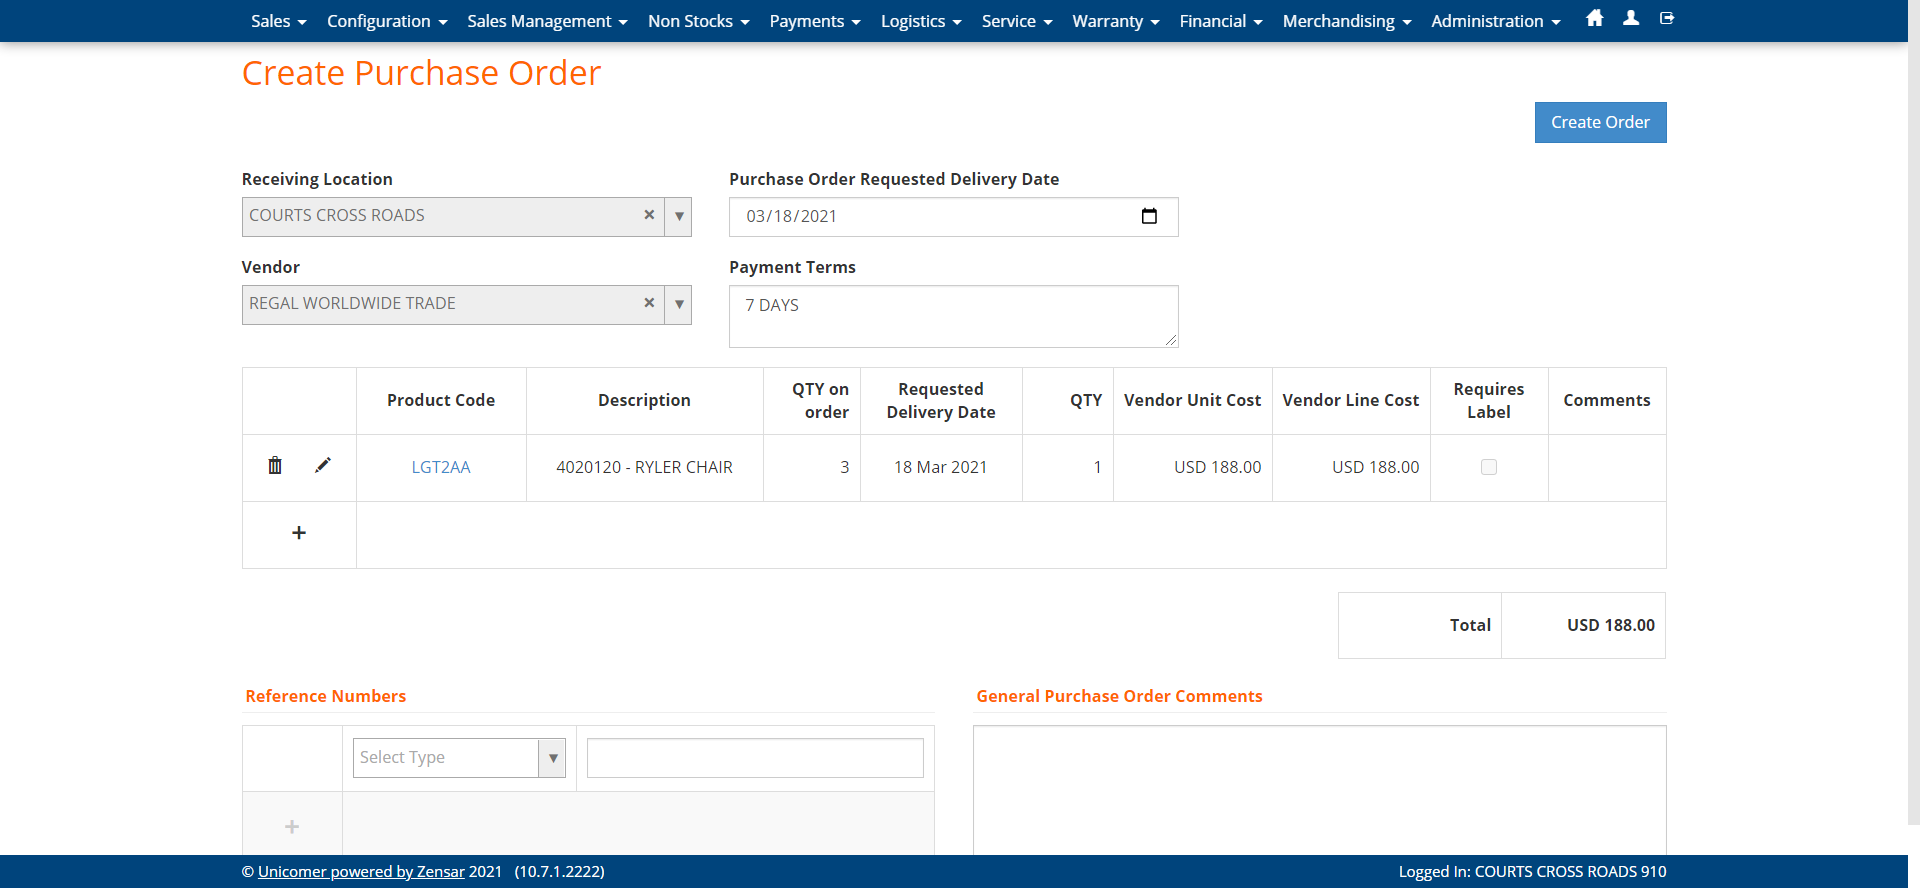 Sales Configuration Sales Management Non Stocks Payments Logistics Service Warranty Financial Merchandising Administration
Create Purchase Order
Create Order
Receiving Location
COURTS CROSS ROADS
Purchase Order Requested Delivery Date
03/18/2021
Vendor
REGAL WORLDWIDE TRADE
Payment Terms
7 DAYS
Product Code Description QTY on order Requested Delivery Date QTY Vendor Unit Cost Vendor Line Cost Requires Label Comments
LGT2AA 4020120 - RYLER CHAIR 3 18 Mar 2021 1 USD 188.00 USD 188.00
Total USD 188.00
Reference Numbers
Select Type
General Purchase Order Comments
© Unicomer powered by Zensar 2021 (10.7.1.2222)
Logged In: COURTS CROSS ROADS 910